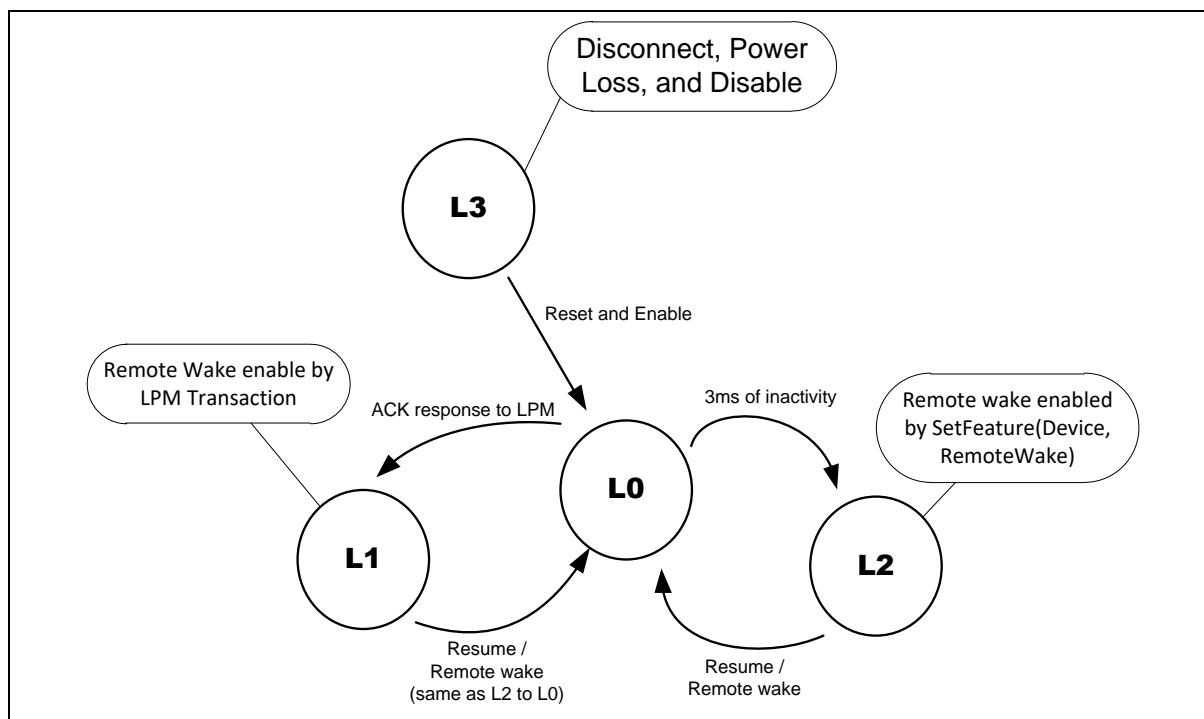 Disconnect, Power
Loss, and Disable
L3
Reset and Enable
Remote Wake enable by
LPM Transaction
ACK response to LPM
3ms of inactivity
Remote wake enabled
by SetFeature(Device,
RemoteWake)
L0
L1
L2
Resume /
Remote wake
(same as L2 to L0)
Resume /
Remote wake